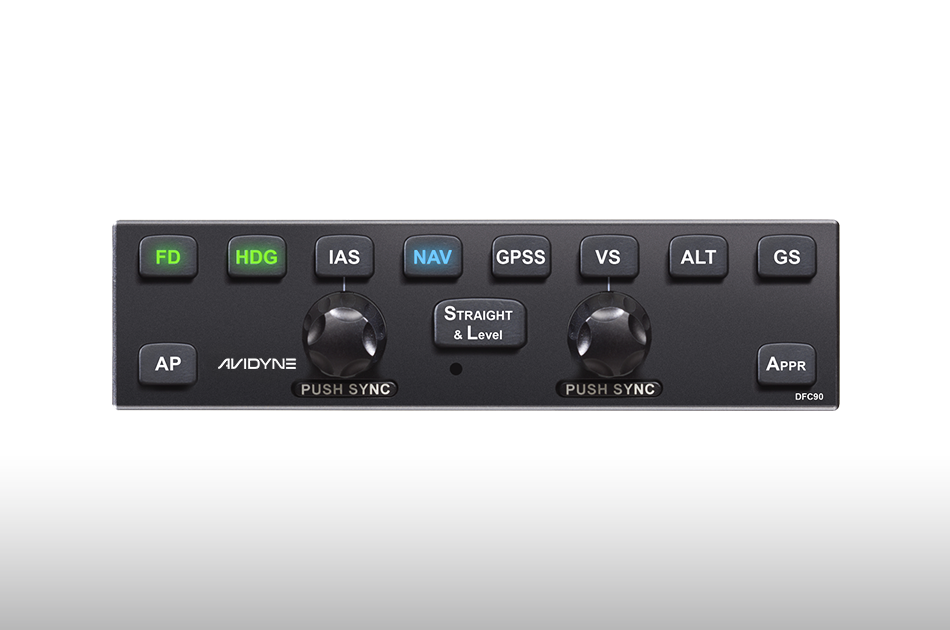 FD HDG IAS NAV GPSS VS ALT GS
STRAIGHT
& LEVEL
AP AVIDYNE APPR
PUSH SYNC PUSH SYNC
DFC90